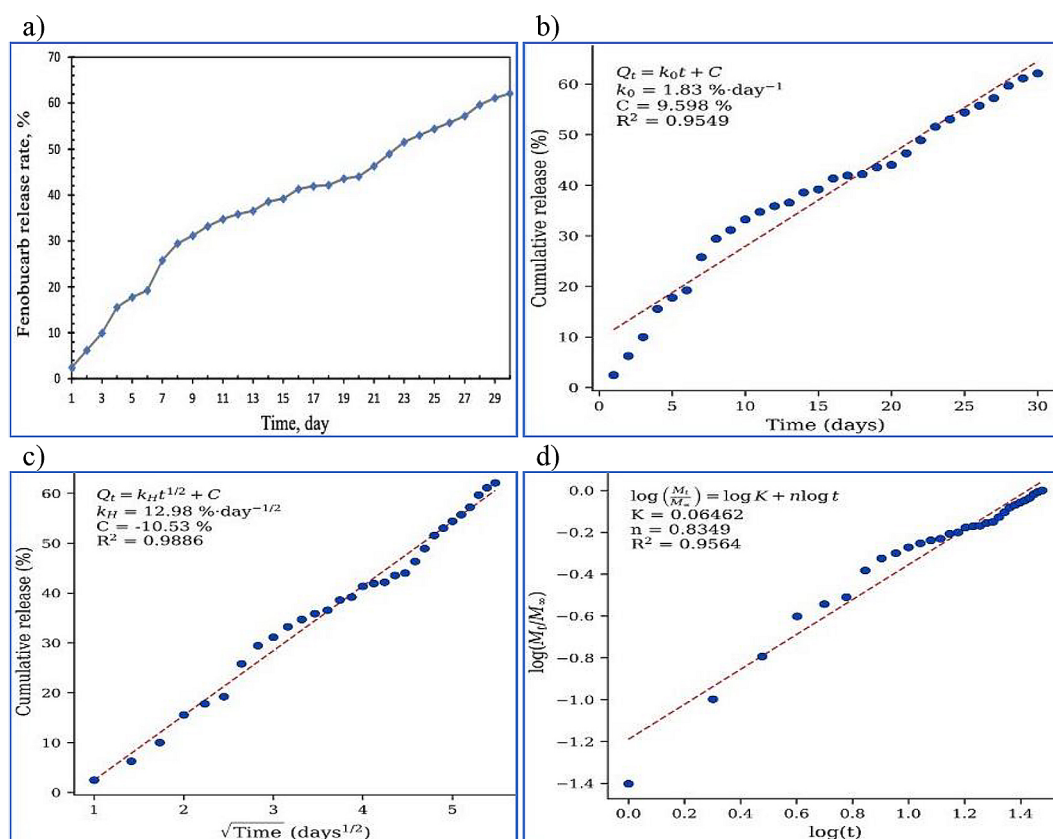 a)
70
60
50
40
30
20
10
0
Fenobucarb release rate, %
1 3 5 7 9 11 13 15 17 19 21 23 25 27 29
Time, day
b)
Qₜ = k₀t + C
k₀ = 1.83 %·day⁻¹
C = 9.598 %
R² = 0.9549
60
50
40
30
20
10
0
Cumulative release (%)
0 5 10 15 20 25 30
Time (days)
c)
Qₜ = k_H t^{1/2} + C
k_H = 12.98 %·day^{-1/2}
C = -10.53 %
R² = 0.9886
60
50
40
30
20
10
0
Cumulative release (%)
1 2 3 4 5
√Time (days^{1/2})
d)
log(Mₜ/M∞) = log K + n log t
K = 0.06462
n = 0.8349
R² = 0.9564
0.0
−0.2
−0.4
−0.6
−0.8
−1.0
−1.2
−1.4
log(Mₜ/M∞)
0.0 0.2 0.4 0.6 0.8 1.0 1.2 1.4
log(t)